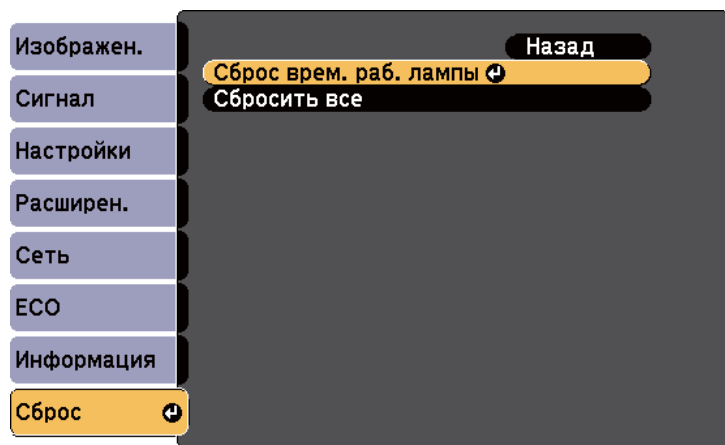 Изображен.
Сигнал
Настройки
Расширен.
Сеть
ECO
Информация
Сброс
Назад
Сброс врем. раб. лампы
Сбросить все